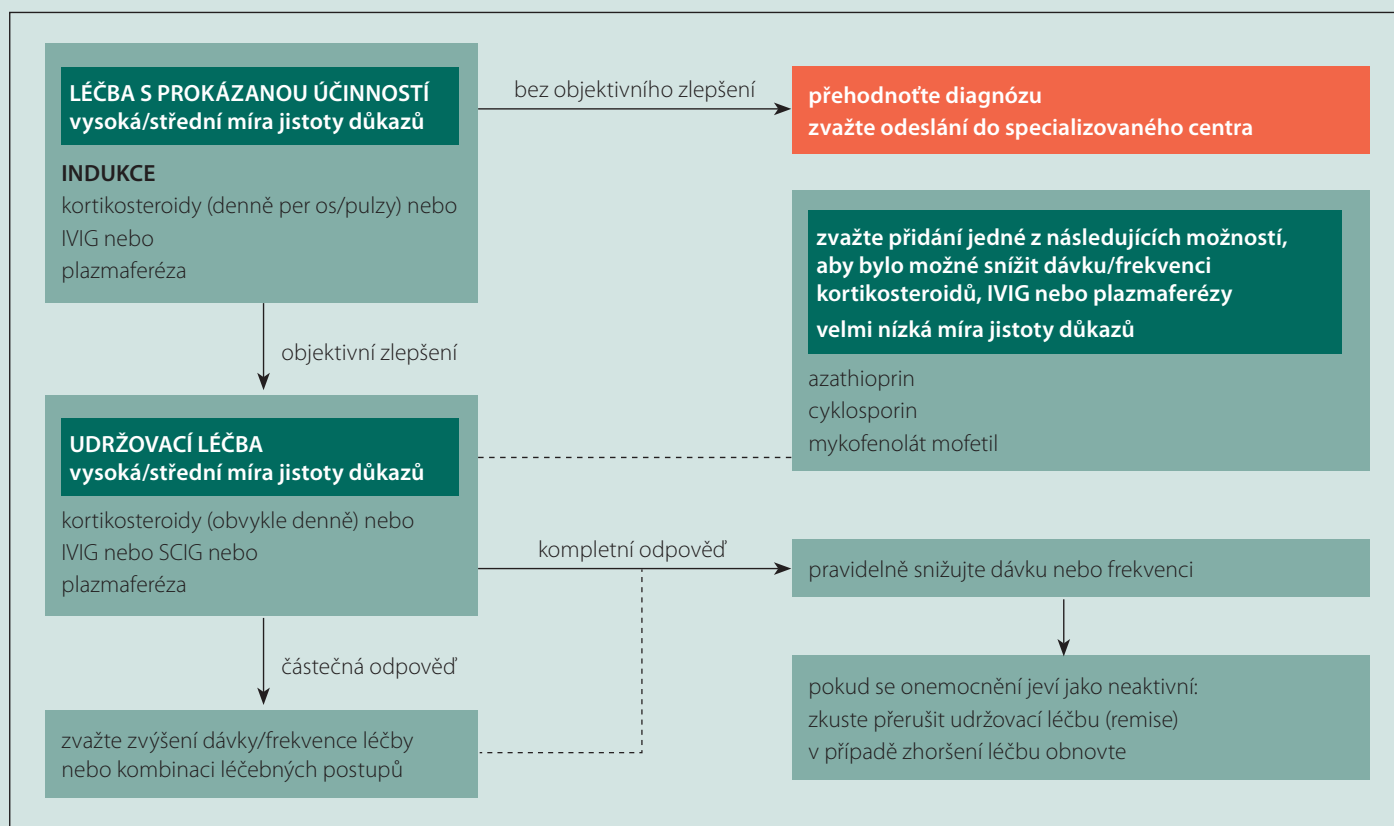 LÉČBA S PROKÁZANOU ÚČINNOSTÍ
vysoká/střední míra jistoty důkazů
INDUKCE
kortikosteroidy (denně per os/pulzy) nebo
IVIG nebo
plazmaferéza
bez objektivního zlepšení
přehodnoťte diagnózu
zvažte odeslání do specializovaného centra
objektivní zlepšení
zvažte přidání jedné z následujících možností,
aby bylo možné snížit dávku/frekvenci
kortikosteroidů, IVIG nebo plazmaferézy
velmi nízká míra jistoty důkazů
azathioprin
cyklosporin
mykofenolát mofetil
UDRŽOVACÍ LÉČBA
vysoká/střední míra jistoty důkazů
kortikosteroidy (obvykle denně) nebo
IVIG nebo SCIG nebo
plazmaferéza
kompletní odpověď
pravidelně snižujte dávku nebo frekvenci
částečná odpověď
zvažte zvýšení dávky/frekvence léčby
nebo kombinaci léčebných postupů
pokud se onemocnění jeví jako neaktivní:
zkuste přerušit udržovací léčbu (remise)
v případě zhoršení léčbu obnovte